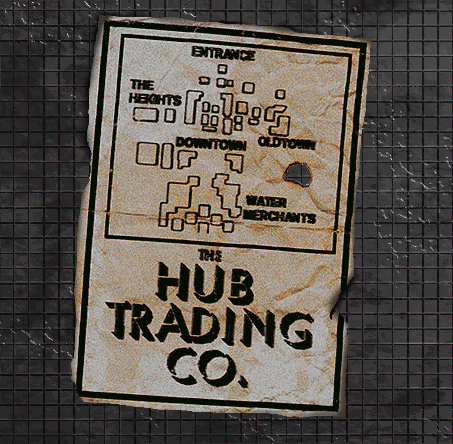 ENTRANCE
THE
HEIGHTS
DOWNTOWN
OLDTOWN
WATER
MERCHANTS
THE
HUB
TRADING
CO.